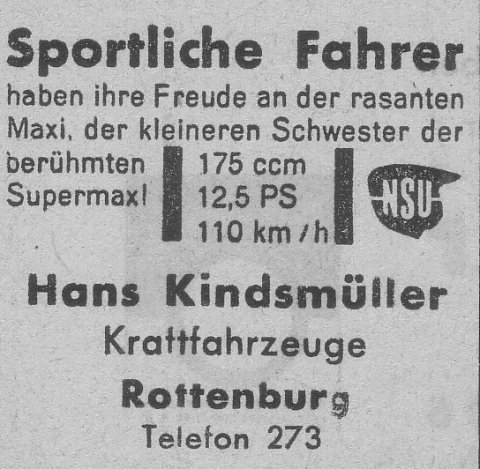 Sportliche Fahrer
haben ihre Freude an der rasanten
Maxi, der kleineren Schwester der
berühmten
Supermax!
175 ccm
12,5 PS
110 km/h
NSU
Hans Kindsmüller
Kraftfahrzeuge
Rottenburg
Telefon 273